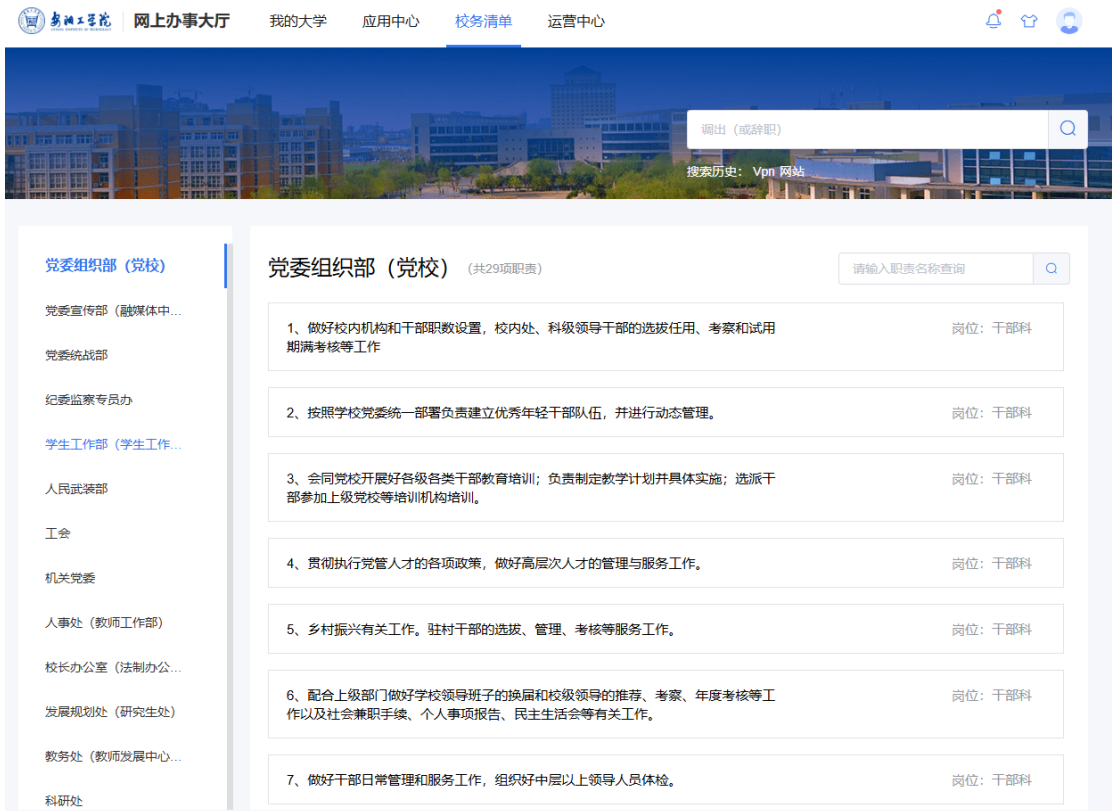 安阳工学院 网上办事大厅 我的大学 应用中心 校务清单 运营中心
调出（或辞职）
搜索历史： Vpn 网站
党委组织部（党校）
党委宣传部（融媒体中...
党委统战部
纪委监察专员办
学生工作部（学生工作...
人民武装部
工会
机关党委
人事处（教师工作部）
校长办公室（法制办公...
发展规划处（研究生处）
教务处（教师发展中心...
科研处
党委组织部（党校） （共29项职责）
请输入职责名称查询
1、做好校内机构和干部职数设置，校内处、科级领导干部的选拔任用、考察和试用
期满考核等工作
岗位：干部科
2、按照学校党委统一部署负责建立优秀年轻干部队伍，并进行动态管理。
岗位：干部科
3、会同党校开展好各级各类干部教育培训；负责制定教学计划并具体实施；选派干
部参加上级党校等培训机构培训。
岗位：干部科
4、贯彻执行党管人才的各项政策，做好高层次人才的管理与服务工作。
岗位：干部科
5、乡村振兴有关工作。驻村干部的选拔、管理、考核等服务工作。
岗位：干部科
6、配合上级部门做好学校领导班子的换届和校级领导的推荐、考察、年度考核等工
作以及社会兼职手续、个人事项报告、民主生活会等有关工作。
岗位：干部科
7、做好干部日常管理和服务工作，组织好中层以上领导人员体检。
岗位：干部科